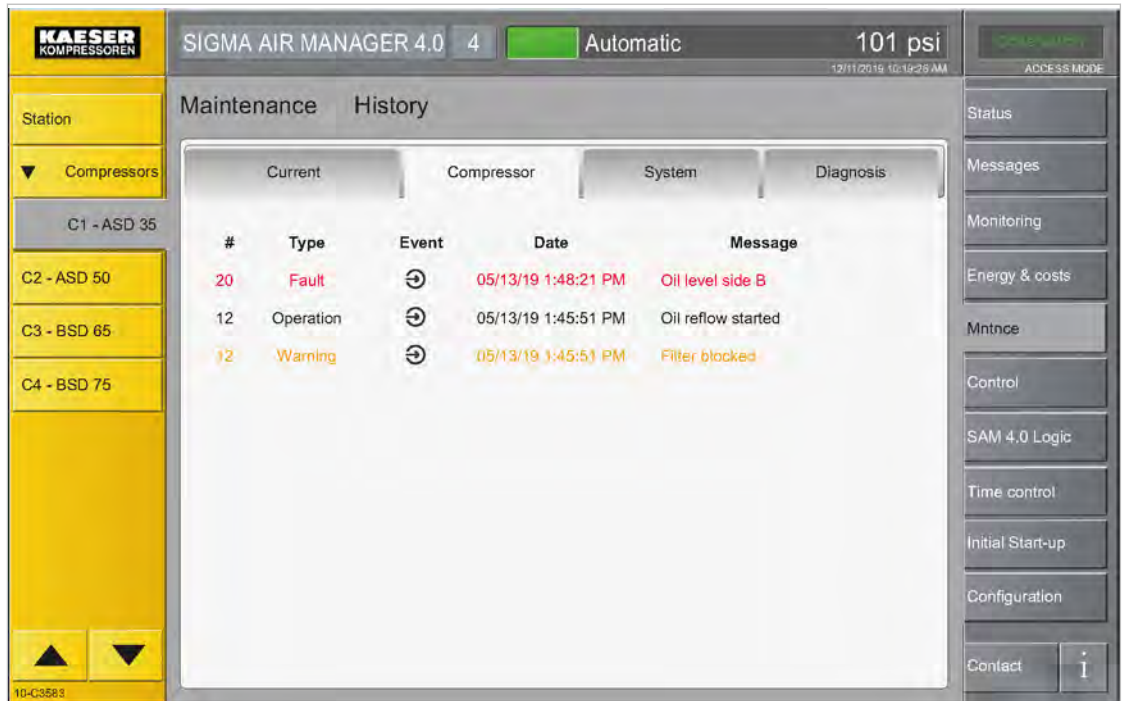 KAESER
KOMPRESSOREN
SIGMA AIR MANAGER 4.0 4 Automatic 101 psi
12/11/2019 10:19:26 AM
ACCESS MODE
Station
▼ Compressors
C1 - ASD 35
C2 - ASD 50
C3 - BSD 65
C4 - BSD 75
10-C3583
Maintenance History
Current Compressor System Diagnosis
# Type Event Date Message
20 Fault 05/13/19 1:48:21 PM Oil level side B
12 Operation 05/13/19 1:45:51 PM Oil reflow started
12 Warning 05/13/19 1:45:51 PM Filter blocked
Status
Messages
Monitoring
Energy & costs
Mntnce
Control
SAM 4.0 Logic
Time control
Initial Start-up
Configuration
Contact i